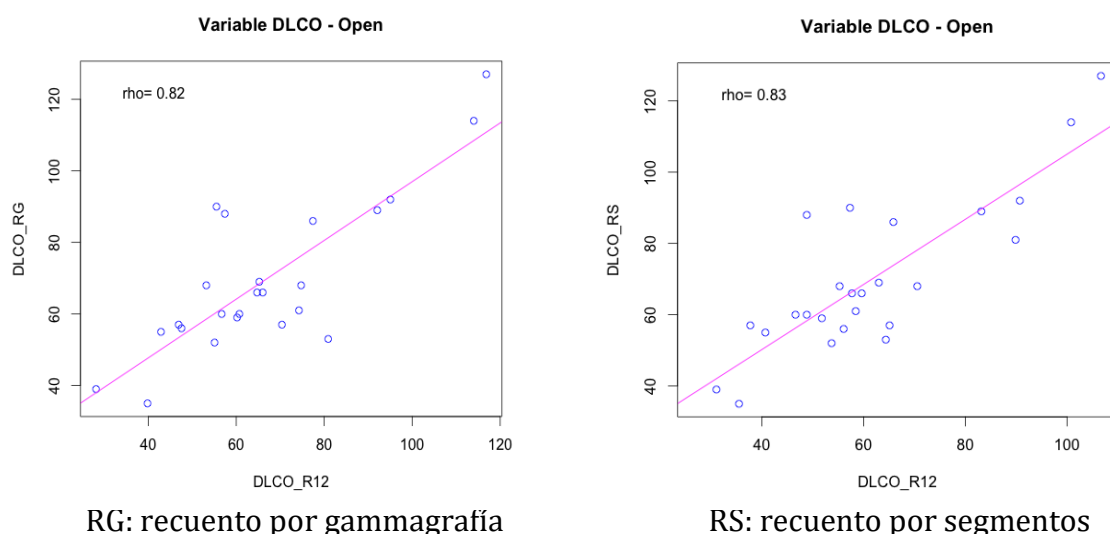 Variable DLCO - Open
rho= 0.82
120
100
80
60
40
DLCO_RG
40 60 80 100 120
DLCO_R12
RG: recuento por gammagrafía
Variable DLCO - Open
rho= 0.83
120
100
80
60
40
DLCO_RS
40 60 80 100
DLCO_R12
RS: recuento por segmentos